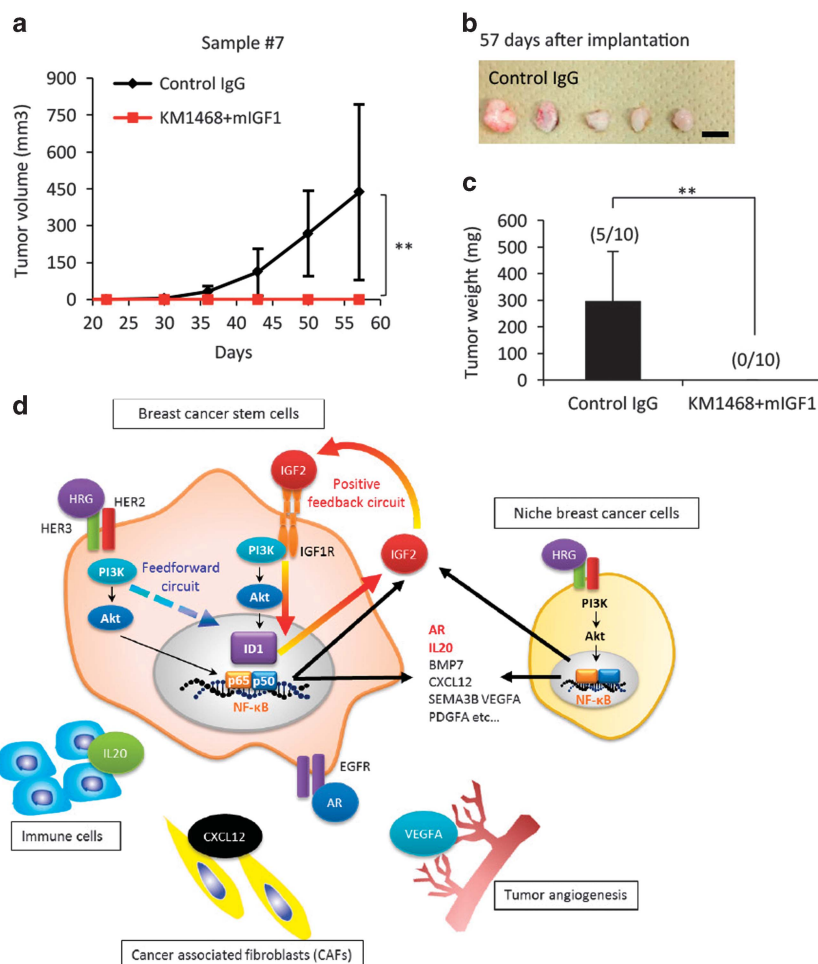 a
Sample #7
Tumor volume (mm3)
900
750
600
450
300
150
0
Control IgG
KM1468+mIGF1
**
20 25 30 35 40 45 50 55 60
Days
b
57 days after implantation
Control IgG
c
**
Tumor weight (mg)
600
500
400
300
200
100
0
(5/10)
(0/10)
Control IgG KM1468+mIGF1
d
Breast cancer stem cells
IGF2
Positive
feedback circuit
HRG
HER2
HER3
PI3K
Akt
Feedforward
circuit
PI3K
IGF1R
Akt
ID1
p65 p50
NF-κB
IGF2
Niche breast cancer cells
HRG
PI3K
Akt
NF-κB
AR
IL20
BMP7
CXCL12
SEMA3B VEGFA
PDGFA etc...
EGFR
AR
IL20
Immune cells
CXCL12
Cancer associated fibroblasts (CAFs)
VEGFA
Tumor angiogenesis